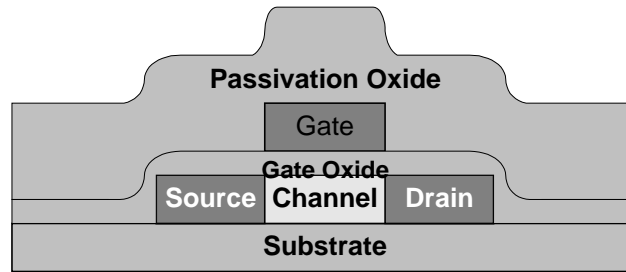 Passivation Oxide
Gate
Gate Oxide
Source Channel Drain
Substrate